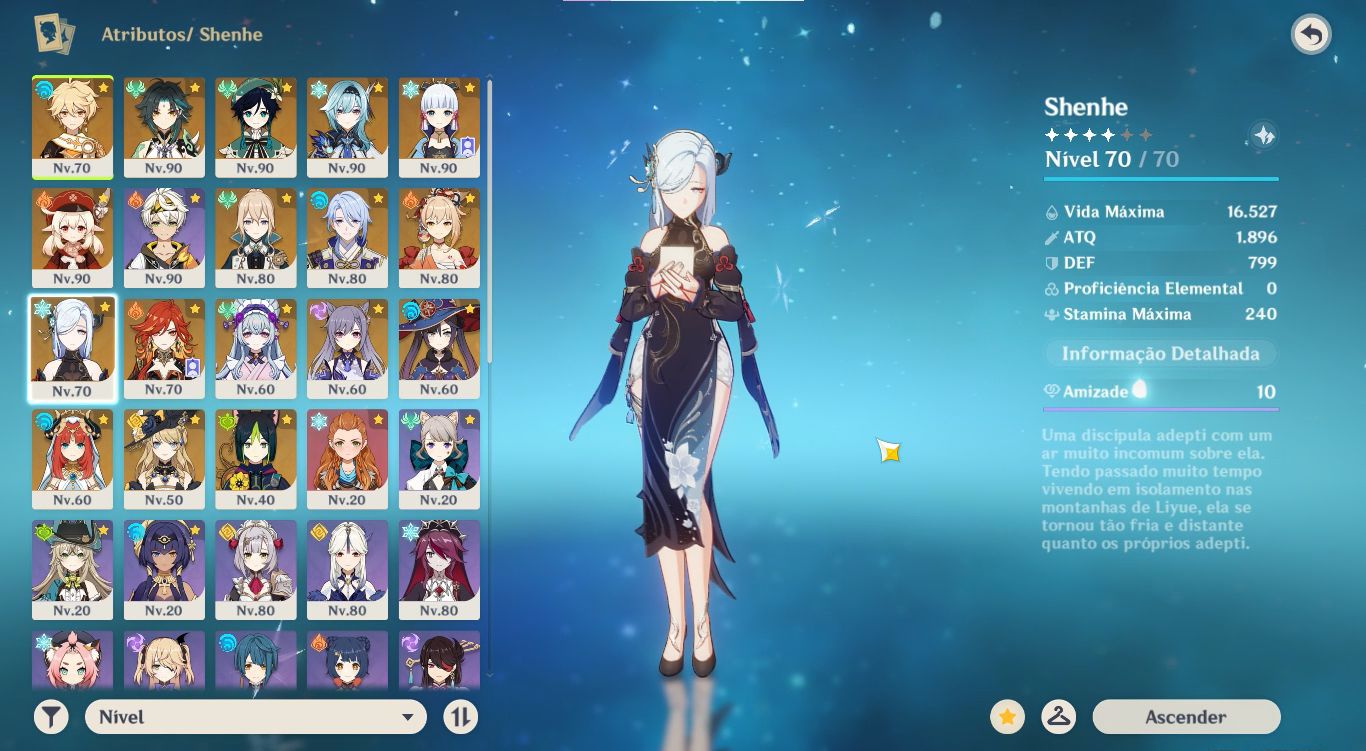 Atributos/ Shenhe
Nv.70
Nv.90
Nv.90
Nv.90
Nv.90
Nv.90
Nv.90
Nv.80
Nv.80
Nv.80
Nv.70
Nv.70
Nv.60
Nv.60
Nv.60
Nv.60
Nv.50
Nv.40
Nv.20
Nv.20
Nv.20
Nv.20
Nv.80
Nv.80
Nv.80
Nível
Shenhe
Nível 70 / 70
Vida Máxima 16.527
ATQ 1.896
DEF 799
Proficiência Elemental 0
Stamina Máxima 240
Informação Detalhada
Amizade 10
Uma discípula adepti com um
ar muito incomum sobre ela.
Tendo passado muito tempo
vivendo em isolamento nas
montanhas de Liyue, ela se
tornou tão fria e distante
quanto os próprios adepti.
Ascender